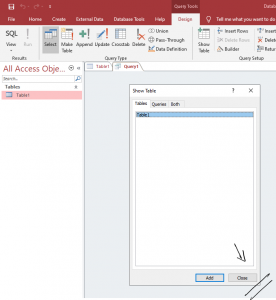 Query Tools
Datab
File Home Create External Data Database Tools Design Tell me what you want to do
SQL
View Run
Select Make Table Append Update Crosstab Delete
Union
Pass-Through
Data Definition
Show Table
Insert Rows
Delete Rows
Builder
Insert
Delete
Return
Results
Query Type
Query Setup
All Access Obje...
Search...
Tables
Table1
Table1 Query1
Show Table
? ×
Tables Queries Both
Table1
Add Close